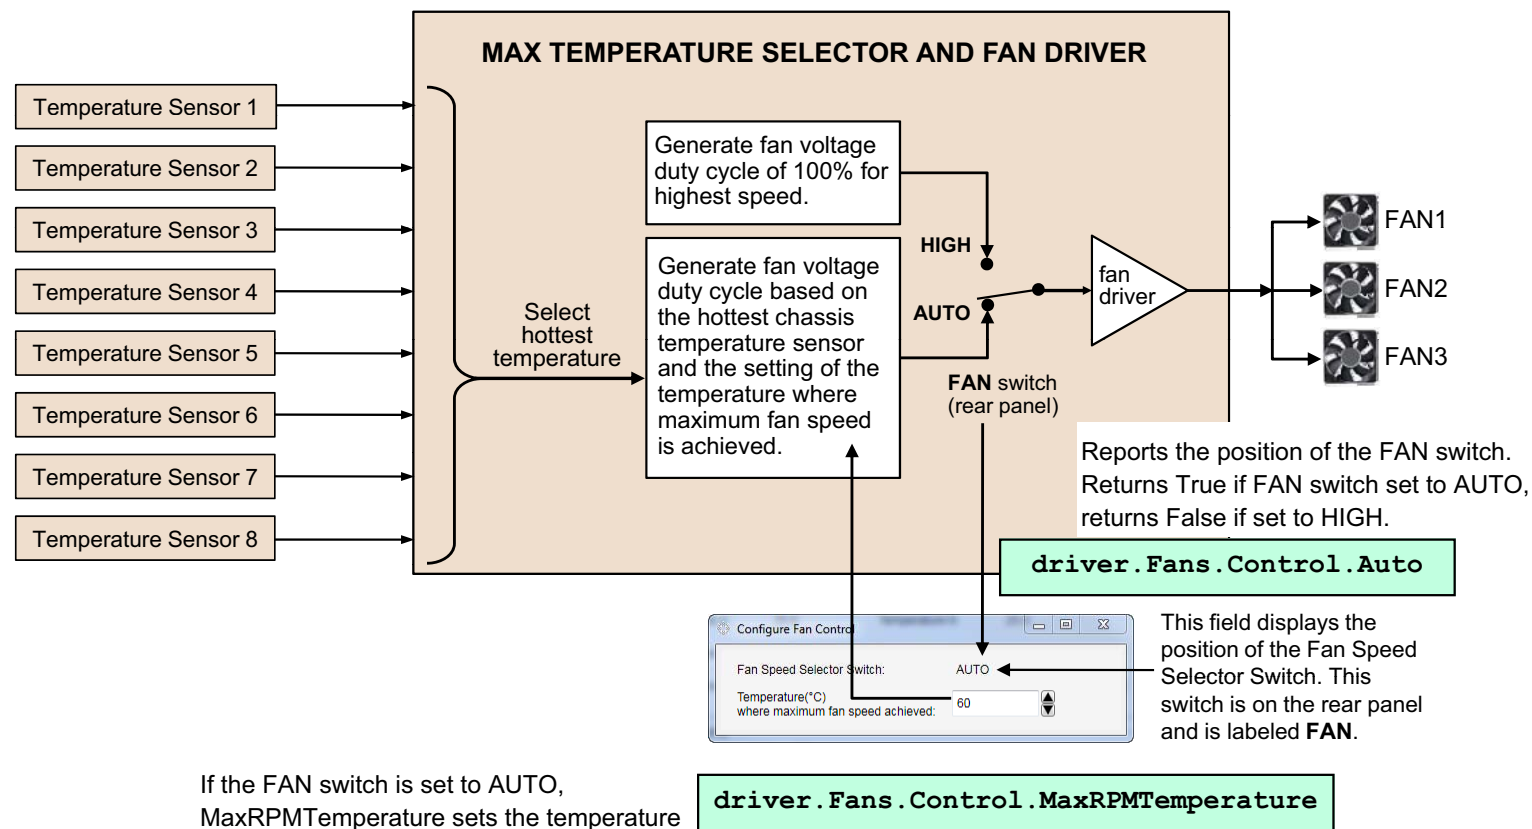 MAX TEMPERATURE SELECTOR AND FAN DRIVER
Temperature Sensor 1
Temperature Sensor 2
Temperature Sensor 3
Temperature Sensor 4
Temperature Sensor 5
Temperature Sensor 6
Temperature Sensor 7
Temperature Sensor 8
Select
hottest
temperature
Generate fan voltage
duty cycle of 100% for
highest speed.
Generate fan voltage
duty cycle based on
the hottest chassis
temperature sensor
and the setting of the
temperature where
maximum fan speed
is achieved.
HIGH
AUTO
FAN switch
(rear panel)
fan
driver
FAN1
FAN2
FAN3
Reports the position of the FAN switch.
Returns True if FAN switch set to AUTO,
returns False if set to HIGH.
driver.Fans.Control.Auto
Configure Fan Control
Fan Speed Selector Switch:
AUTO
Temperature(°C)
where maximum fan speed achieved:
60
This field displays the
position of the Fan Speed
Selector Switch. This
switch is on the rear panel
and is labeled FAN.
If the FAN switch is set to AUTO,
MaxRPMTemperature sets the temperature
driver.Fans.Control.MaxRPMTemperature